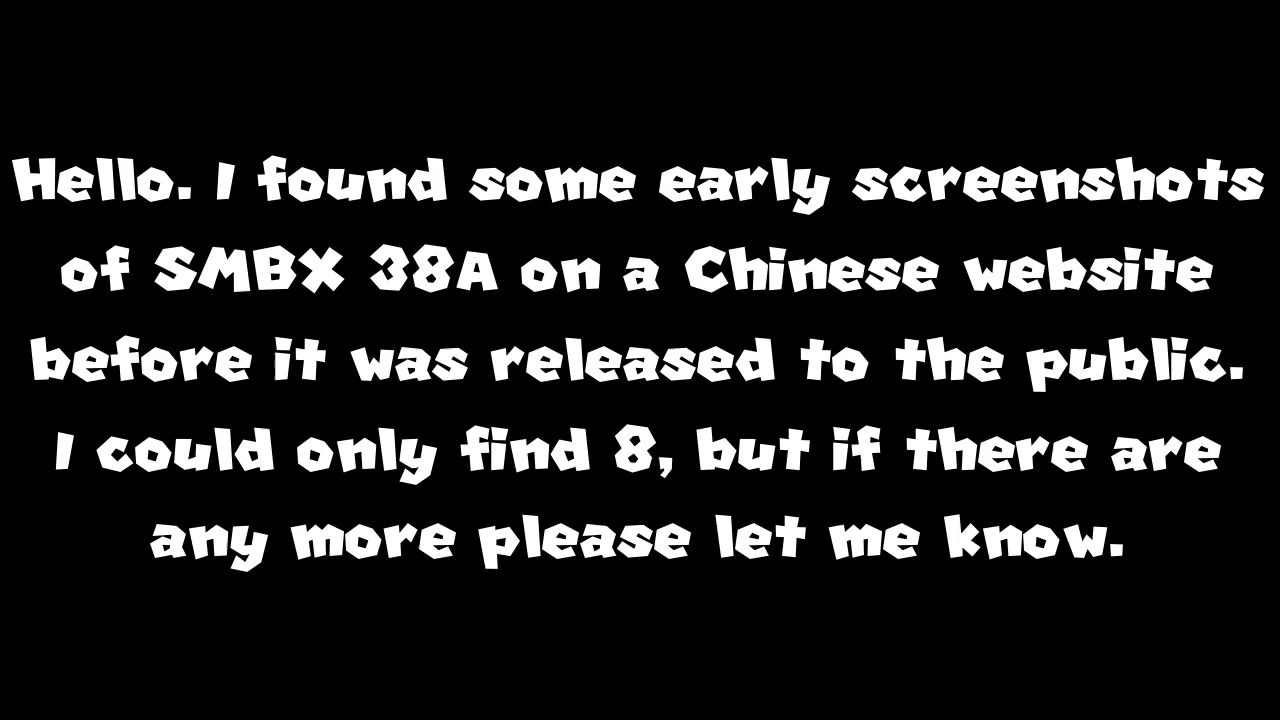 Hello. I found some early screenshots
of SMBX 38A on a Chinese website
before it was released to the public.
I could only find 8, but if there are
any more please let me know.